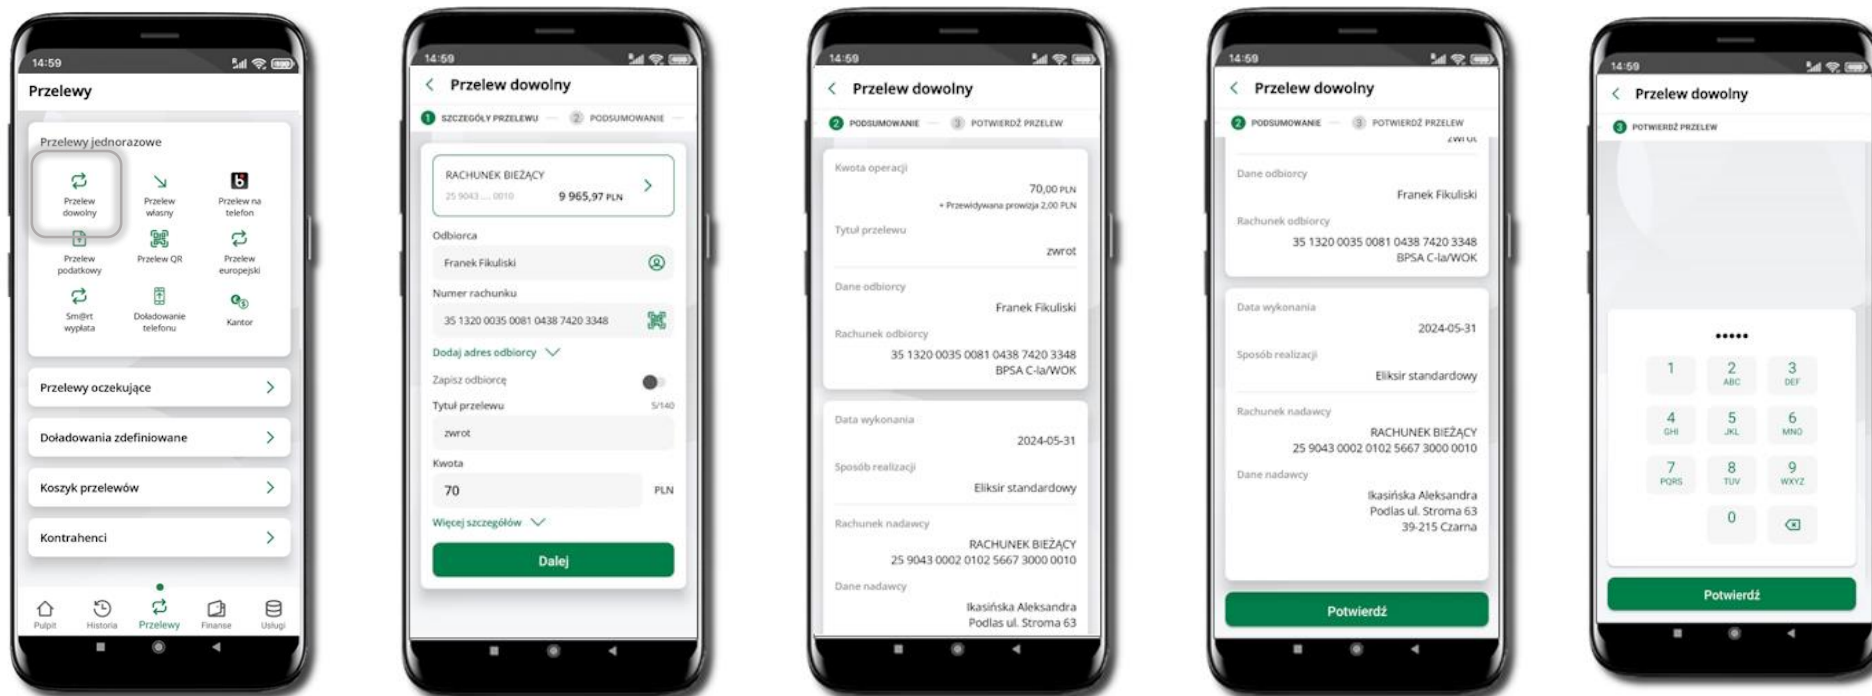 14:59
Przelewy
Przelewy jednorazowe
Przelew dowolny
Przelew własny
Przelew na telefon
Przelew podatkowy
Przelew QR
Przelew europejski
Sm@rt wypłata
Doładowanie telefonu
Kantor
Przelewy oczekujące
Doładowania zdefiniowane
Koszyk przelewów
Kontrahenci
Pulpit Historia Przelewy Finanse Usługi
14:59
Przelew dowolny
1 SZCZEGÓŁY PRZELEWU 2 PODSUMOWANIE
RACHUNEK BIEŻĄCY
25 9043 .... 0010 9 965,97 PLN
Odbiorca
Franek Fikuliski
Numer rachunku
35 1320 0035 0081 0438 7420 3348
Dodaj adres odbiorcy
Zapisz odbiorcę
Tytuł przelewu 5/140
zwrot
Kwota
70 PLN
Więcej szczegółów
Dalej
14:59
Przelew dowolny
2 PODSUMOWANIE 3 POTWIERDŹ PRZELEW
Kwota operacji
70,00 PLN
+ Przewidywana prowizja 2,00 PLN
Tytuł przelewu
zwrot
Dane odbiorcy
Franek Fikuliski
Rachunek odbiorcy
35 1320 0035 0081 0438 7420 3348
BPSA C-la/WOK
Data wykonania
2024-05-31
Sposób realizacji
Eliksir standardowy
Rachunek nadawcy
RACHUNEK BIEŻĄCY
25 9043 0002 0102 5667 3000 0010
Dane nadawcy
Ikasińska Aleksandra
Podlas ul. Stroma 63
14:59
Przelew dowolny
2 PODSUMOWANIE 3 POTWIERDŹ PRZELEW
zwrot
Dane odbiorcy
Franek Fikuliski
Rachunek odbiorcy
35 1320 0035 0081 0438 7420 3348
BPSA C-la/WOK
Data wykonania
2024-05-31
Sposób realizacji
Eliksir standardowy
Rachunek nadawcy
RACHUNEK BIEŻĄCY
25 9043 0002 0102 5667 3000 0010
Dane nadawcy
Ikasińska Aleksandra
Podlas ul. Stroma 63
39-215 Czarna
Potwierdź
14:59
Przelew dowolny
3 POTWIERDŹ PRZELEW
•••••
1 2 3
ABC DEF
4 5 6
GHI JKL MNO
7 8 9
PQRS TUV WXYZ
0
Potwierdź